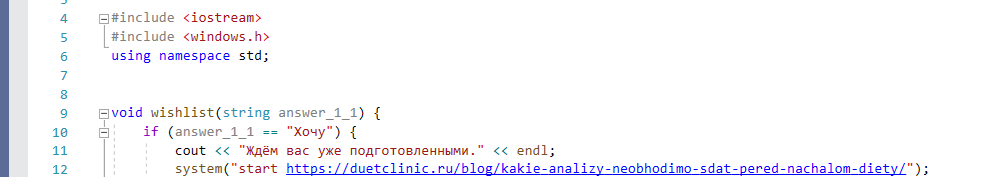 4 #include <iostream>
5 #include <windows.h>
6 using namespace std;
7
8
9 void wishlist(string answer_1_1) {
10 if (answer_1_1 == "Хочу") {
11 cout << "Ждём вас уже подготовленными." << endl;
12 system("start https://duetclinic.ru/blog/kakie-analizy-neobhodimo-sdat-pered-nachalom-diety/");